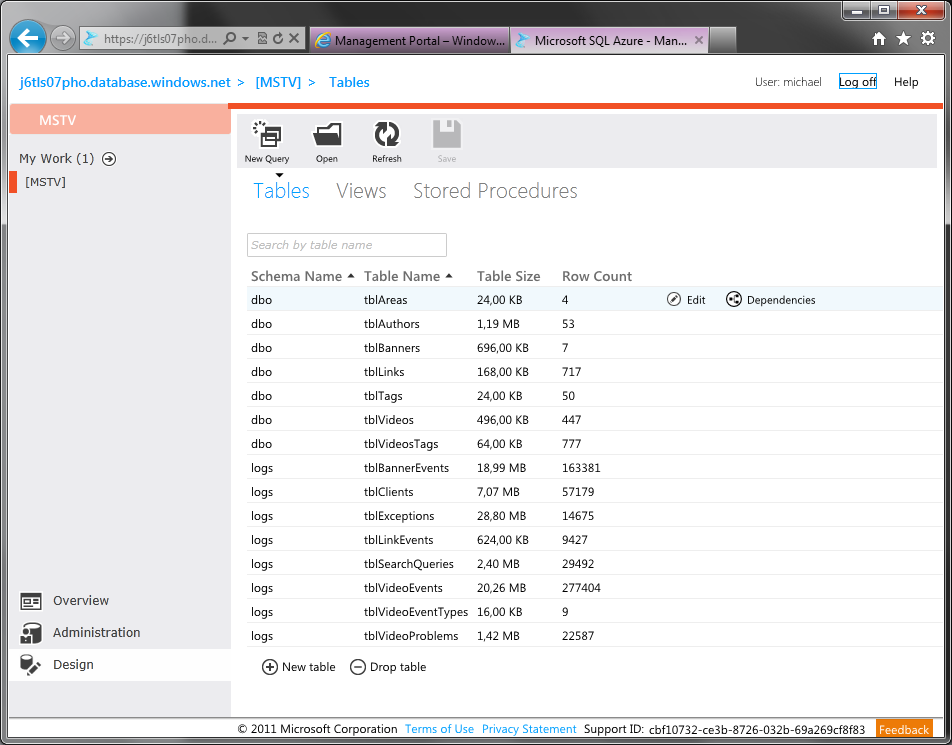 https://j6tls07pho.d...
Management Portal – Window...
Microsoft SQL Azure - Man...
j6tls07pho.database.windows.net > [MSTV] > Tables
User: michael Log off Help
MSTV
My Work (1)
[MSTV]
New Query Open Refresh Save
Tables Views Stored Procedures
Search by table name
Schema Name Table Name Table Size Row Count
dbo tblAreas 24,00 KB 4 Edit Dependencies
dbo tblAuthors 1,19 MB 53
dbo tblBanners 696,00 KB 7
dbo tblLinks 168,00 KB 717
dbo tblTags 24,00 KB 50
dbo tblVideos 496,00 KB 447
dbo tblVideosTags 64,00 KB 777
logs tblBannerEvents 18,99 MB 163381
logs tblClients 7,07 MB 57179
logs tblExceptions 28,80 MB 14675
logs tblLinkEvents 624,00 KB 9427
logs tblSearchQueries 2,40 MB 29492
logs tblVideoEvents 20,26 MB 277404
logs tblVideoEventTypes 16,00 KB 9
logs tblVideoProblems 1,42 MB 22587
Overview
Administration
Design
New table Drop table
© 2011 Microsoft Corporation Terms of Use Privacy Statement Support ID: cbf10732-ce3b-8726-032b-69a269cf8f83 Feedback